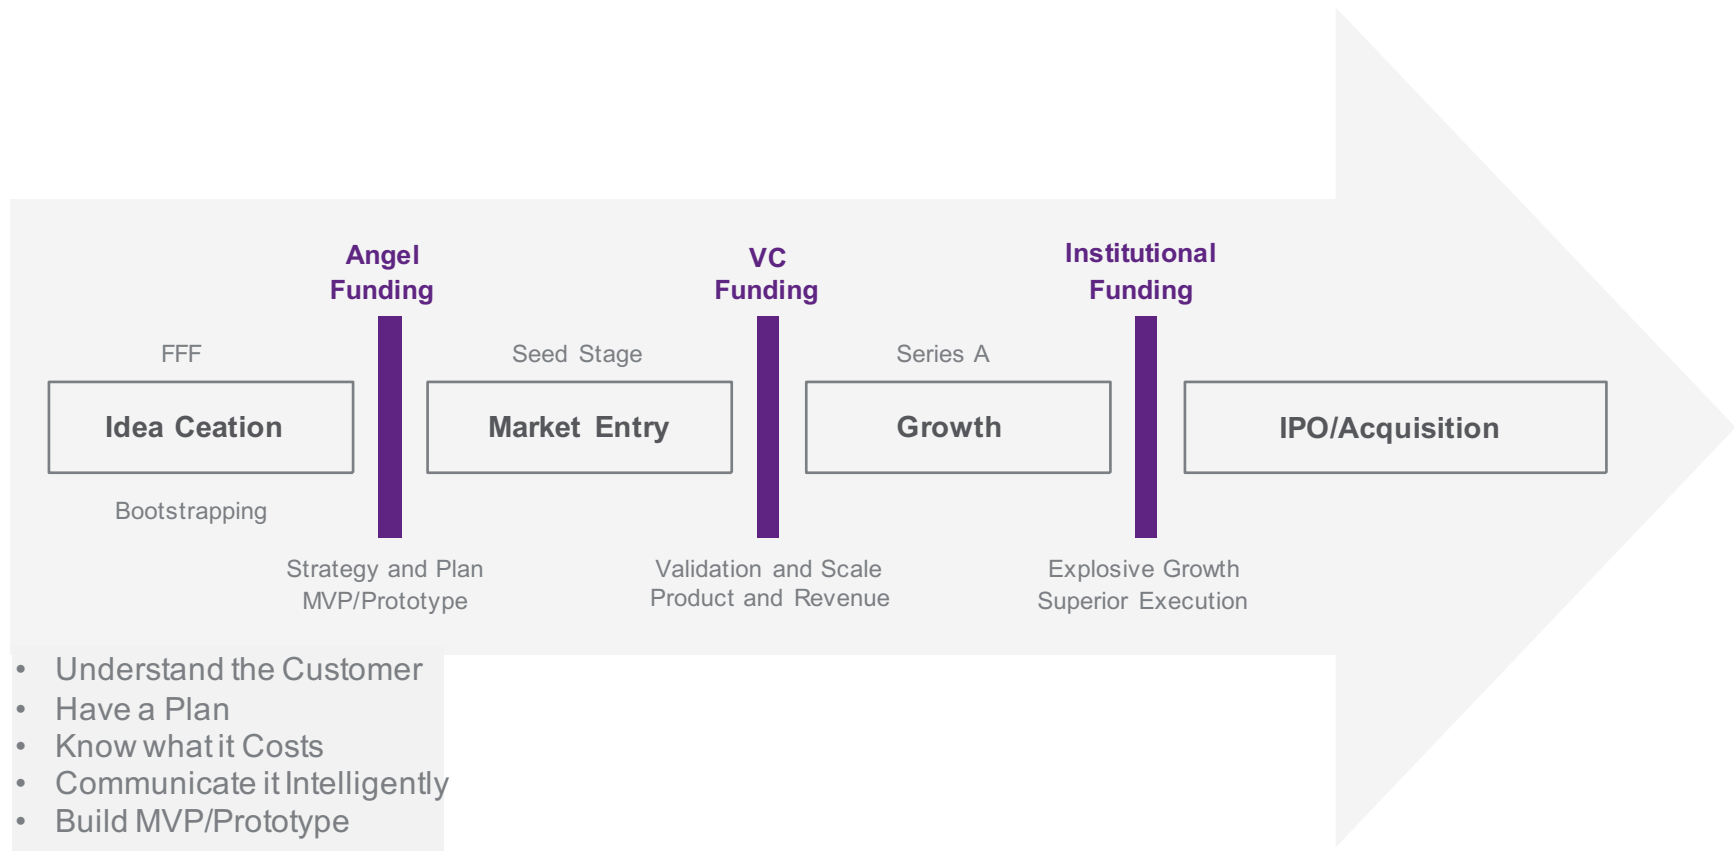 Angel
Funding
VC
Funding
Institutional
Funding
FFF
Seed Stage
Series A
Idea Ceation
Market Entry
Growth
IPO/Acquisition
Bootstrapping
Strategy and Plan
MVP/Prototype
Validation and Scale
Product and Revenue
Explosive Growth
Superior Execution
• Understand the Customer
• Have a Plan
• Know what it Costs
• Communicate it Intelligently
• Build MVP/Prototype